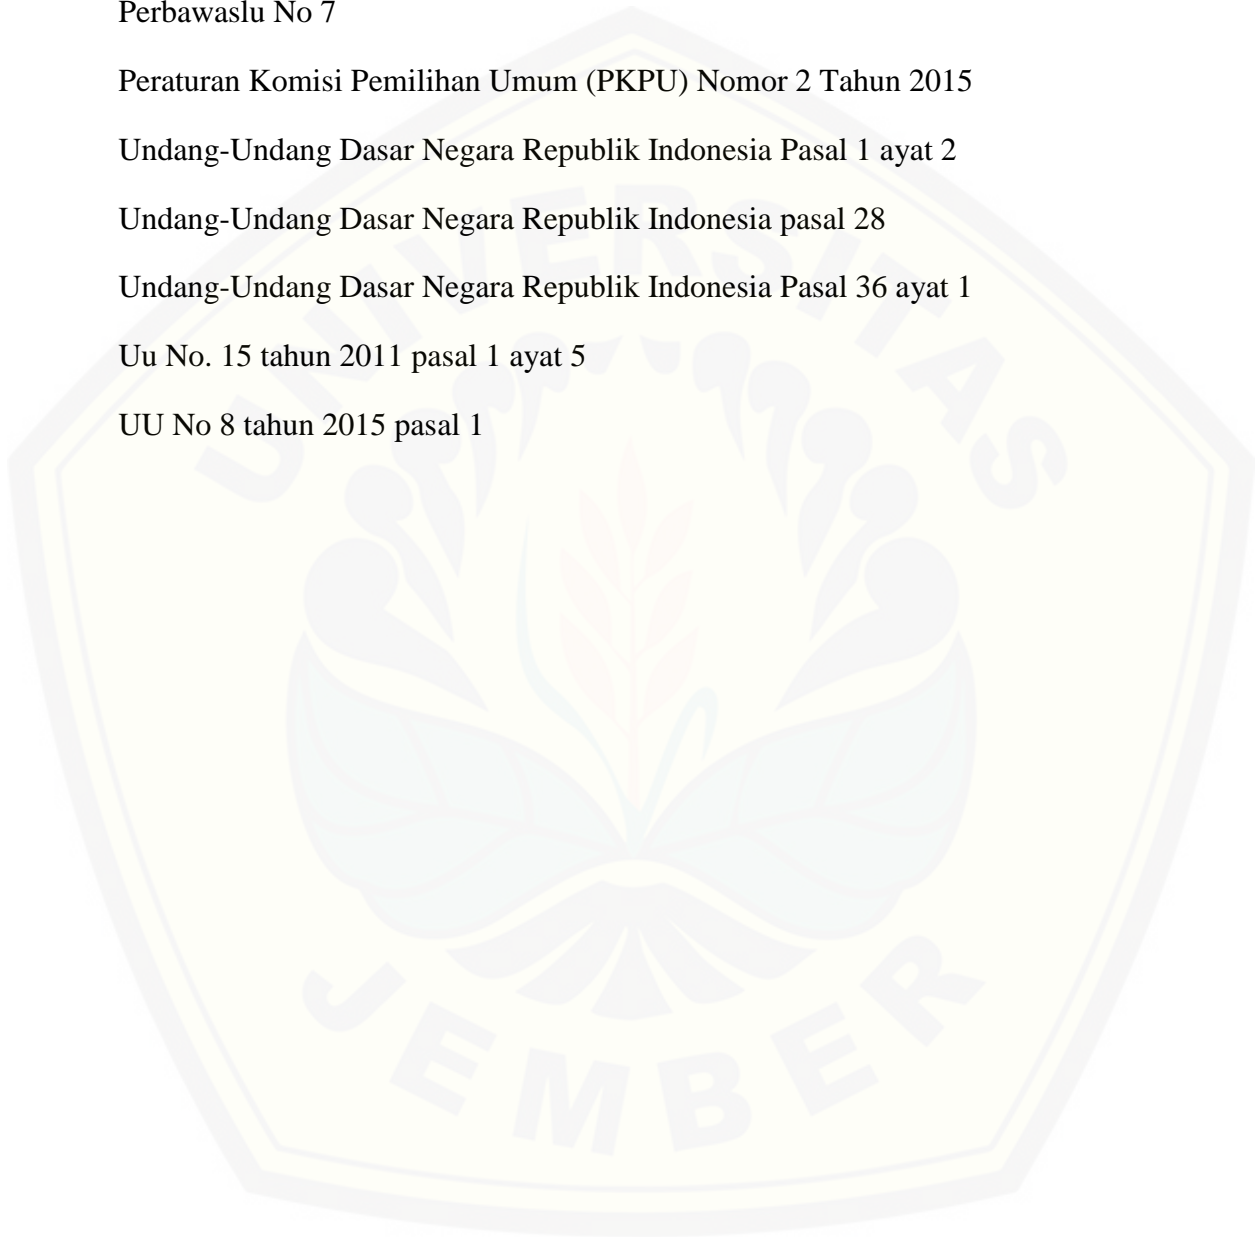 Perbawaslu No 7
Peraturan Komisi Pemilihan Umum (PKPU) Nomor 2 Tahun 2015
Undang-Undang Dasar Negara Republik Indonesia Pasal 1 ayat 2
Undang-Undang Dasar Negara Republik Indonesia pasal 28
Undang-Undang Dasar Negara Republik Indonesia Pasal 36 ayat 1
Uu No. 15 tahun 2011 pasal 1 ayat 5
UU No 8 tahun 2015 pasal 1
UNIVERSITAS
JEMBER